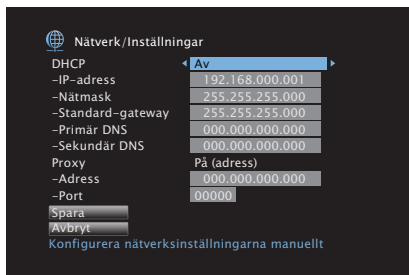 Nätverk/Inställningar
DHCP Av
–IP-adress 192.168.000.001
–Nätmask 255.255.255.000
–Standard-gateway 255.255.255.000
–Primär DNS 000.000.000.000
–Sekundär DNS 000.000.000.000
Proxy På (adress)
–Adress 000.000.000.000
–Port 00000
Spara
Avbryt
Konfigurera nätverksinställningarna manuellt